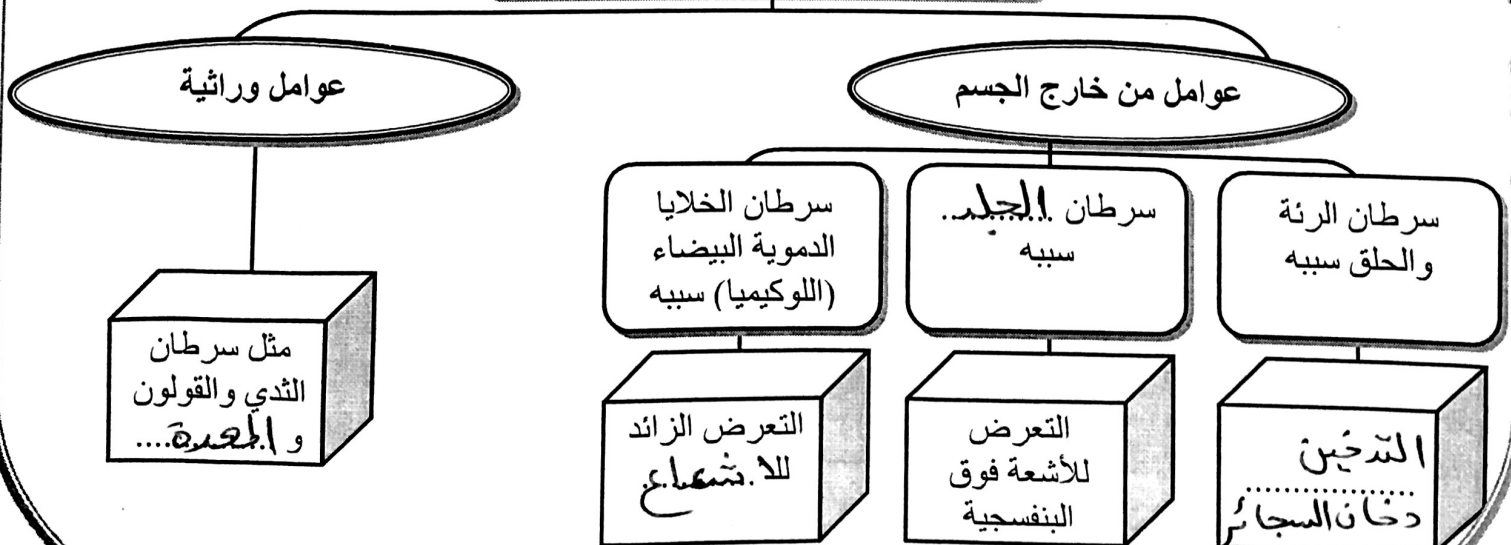 عوامل من خارج الجسم
عوامل وراثية
سرطان الرئة
والحلق سببه
سرطان الجلد..
سببه
سرطان الخلايا
الدموية البيضاء
(اللوكيميا) سببه
التدخين
دخان السجائر
التعرض
للأشعة فوق
البنفسجية
التعرض الزائد
للاشعاع
مثل سرطان
الثدي والقولون
و المعدة....